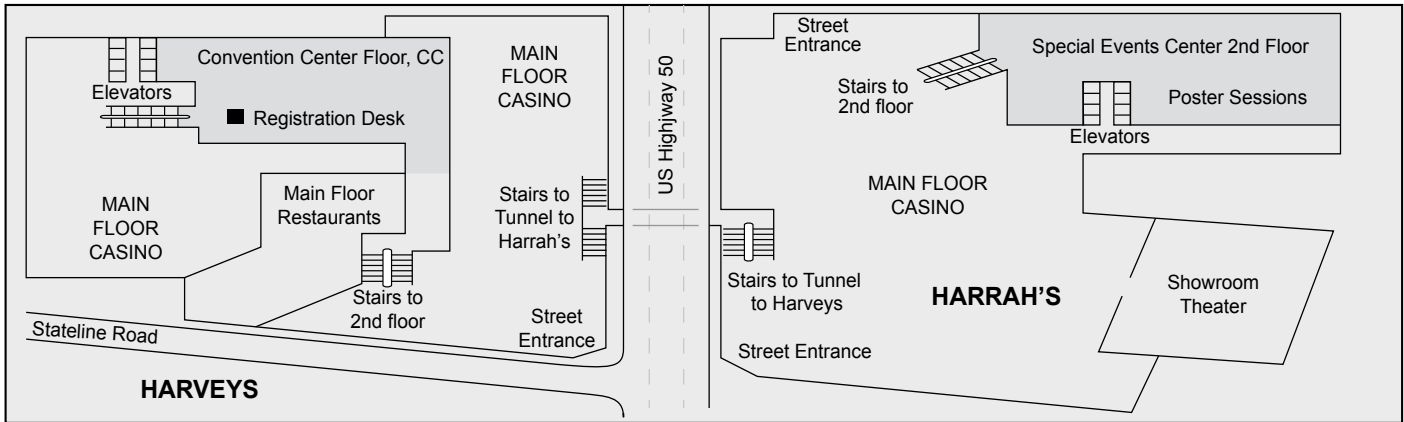 Convention Center Floor, CC
Elevators
Registration Desk
MAIN
FLOOR
CASINO
Main Floor
Restaurants
MAIN
FLOOR
CASINO
Stairs to
Tunnel to
Harrah's
Stairs to
2nd floor
Street
Entrance
Stateline Road
HARVEYS
US Highjway 50
Street
Entrance
Stairs to
2nd floor
Special Events Center 2nd Floor
Poster Sessions
Elevators
MAIN FLOOR
CASINO
Stairs to Tunnel
to Harveys
HARRAH'S
Showroom
Theater
Street Entrance